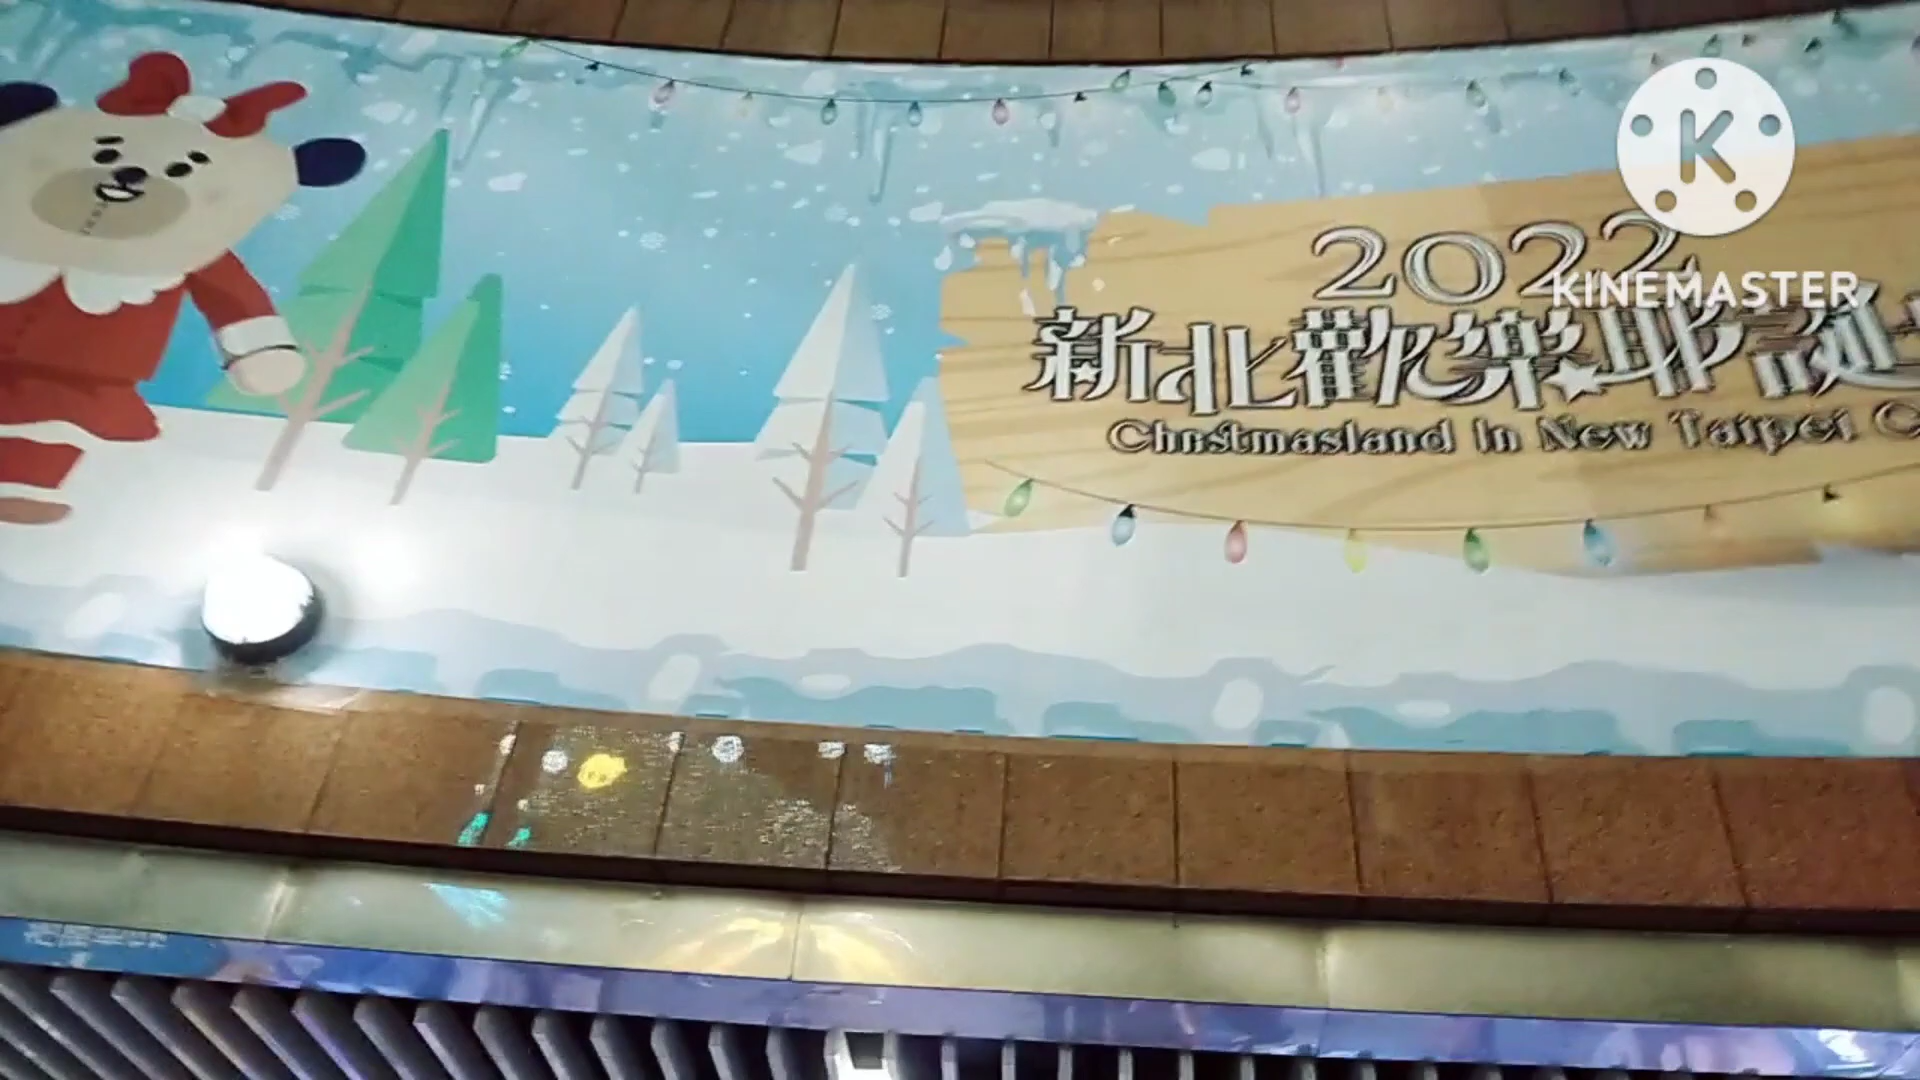 2022
KINEMASTER
新北歡樂耶誕
Christmasland In New Taipei C